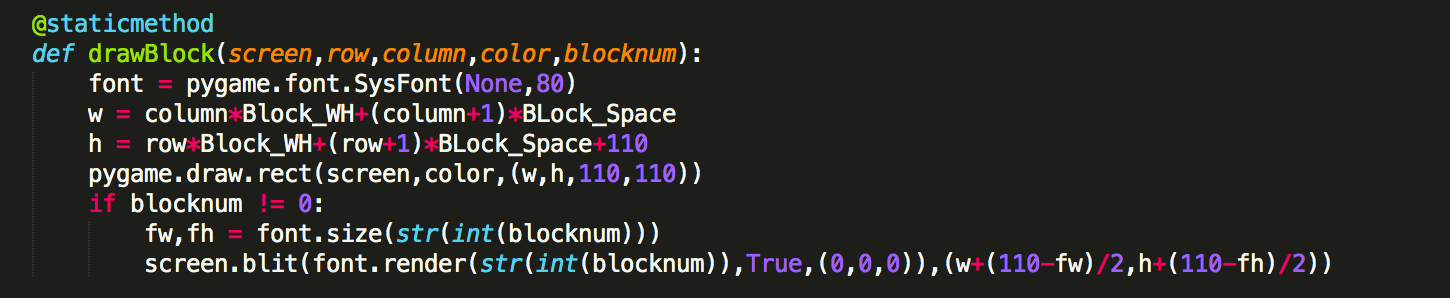 @staticmethod
def drawBlock(screen,row,column,color,blocknum):
    font = pygame.font.SysFont(None,80)
    w = column*Block_WH+(column+1)*BLock_Space
    h = row*Block_WH+(row+1)*BLock_Space+110
    pygame.draw.rect(screen,color,(w,h,110,110))
    if blocknum != 0:
        fw,fh = font.size(str(int(blocknum)))
        screen.blit(font.render(str(int(blocknum)),True,(0,0,0)),(w+(110-fw)/2,h+(110-fh)/2))